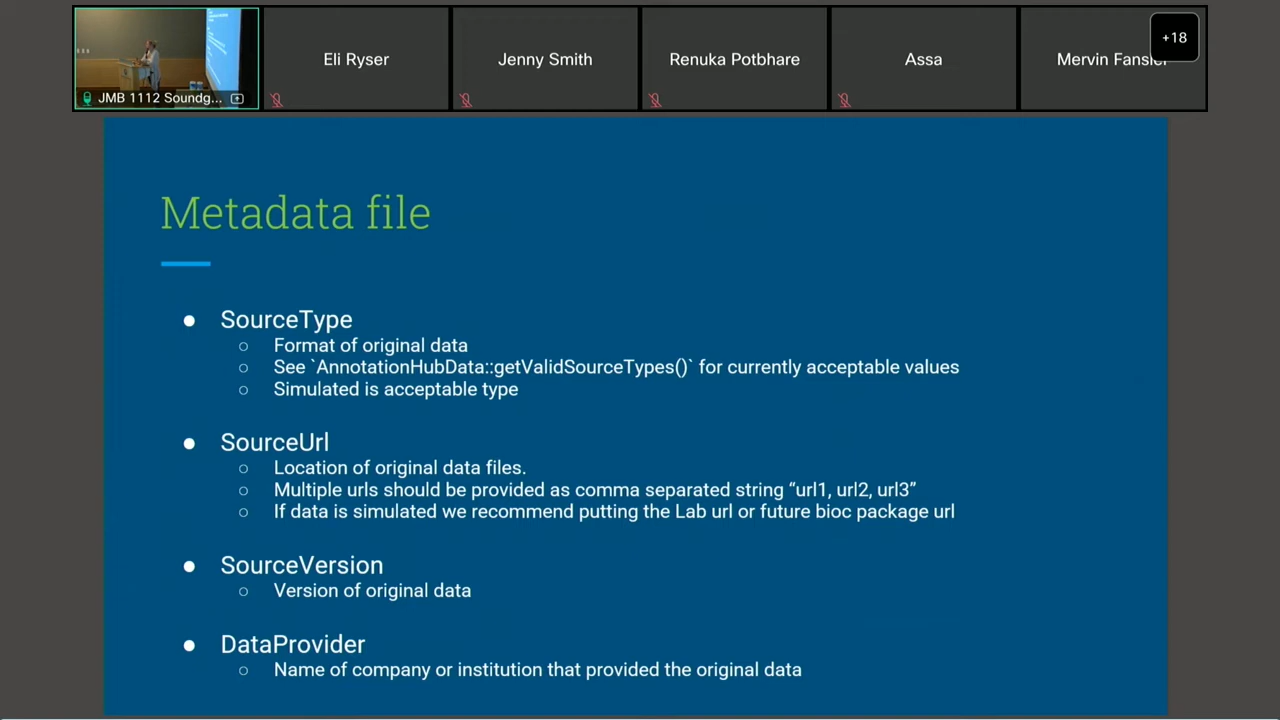 Eli Ryser
Jenny Smith
Renuka Potbhare
Assa
Mervin Fansler
+18
JMB 1112 Soundg...
Metadata file
● SourceType
○ Format of original data
○ See `AnnotationHubData::getValidSourceTypes()` for currently acceptable values
○ Simulated is acceptable type
● SourceUrl
○ Location of original data files.
○ Multiple urls should be provided as comma separated string “url1, url2, url3”
○ If data is simulated we recommend putting the Lab url or future bioc package url
● SourceVersion
○ Version of original data
● DataProvider
○ Name of company or institution that provided the original data